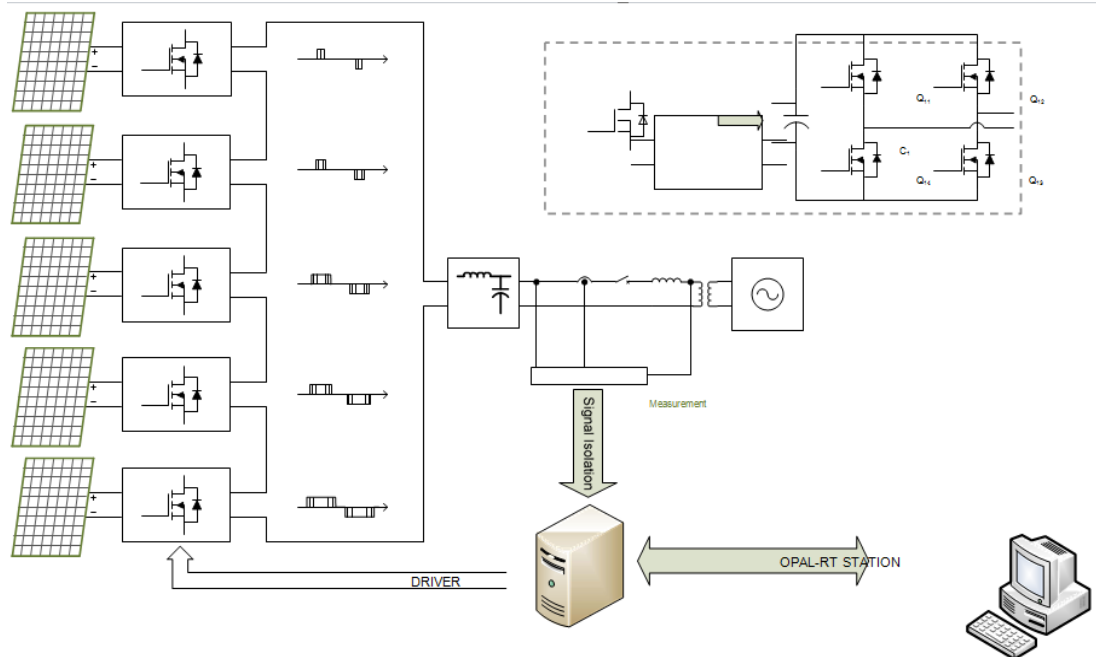 +
−
Q₁₁
Q₁₂
+
−
C₁
Q₁₄
Q₁₃
+
−
+
−
Measurement
Signal Isolation
+
−
OPAL-RT STATION
DRIVER